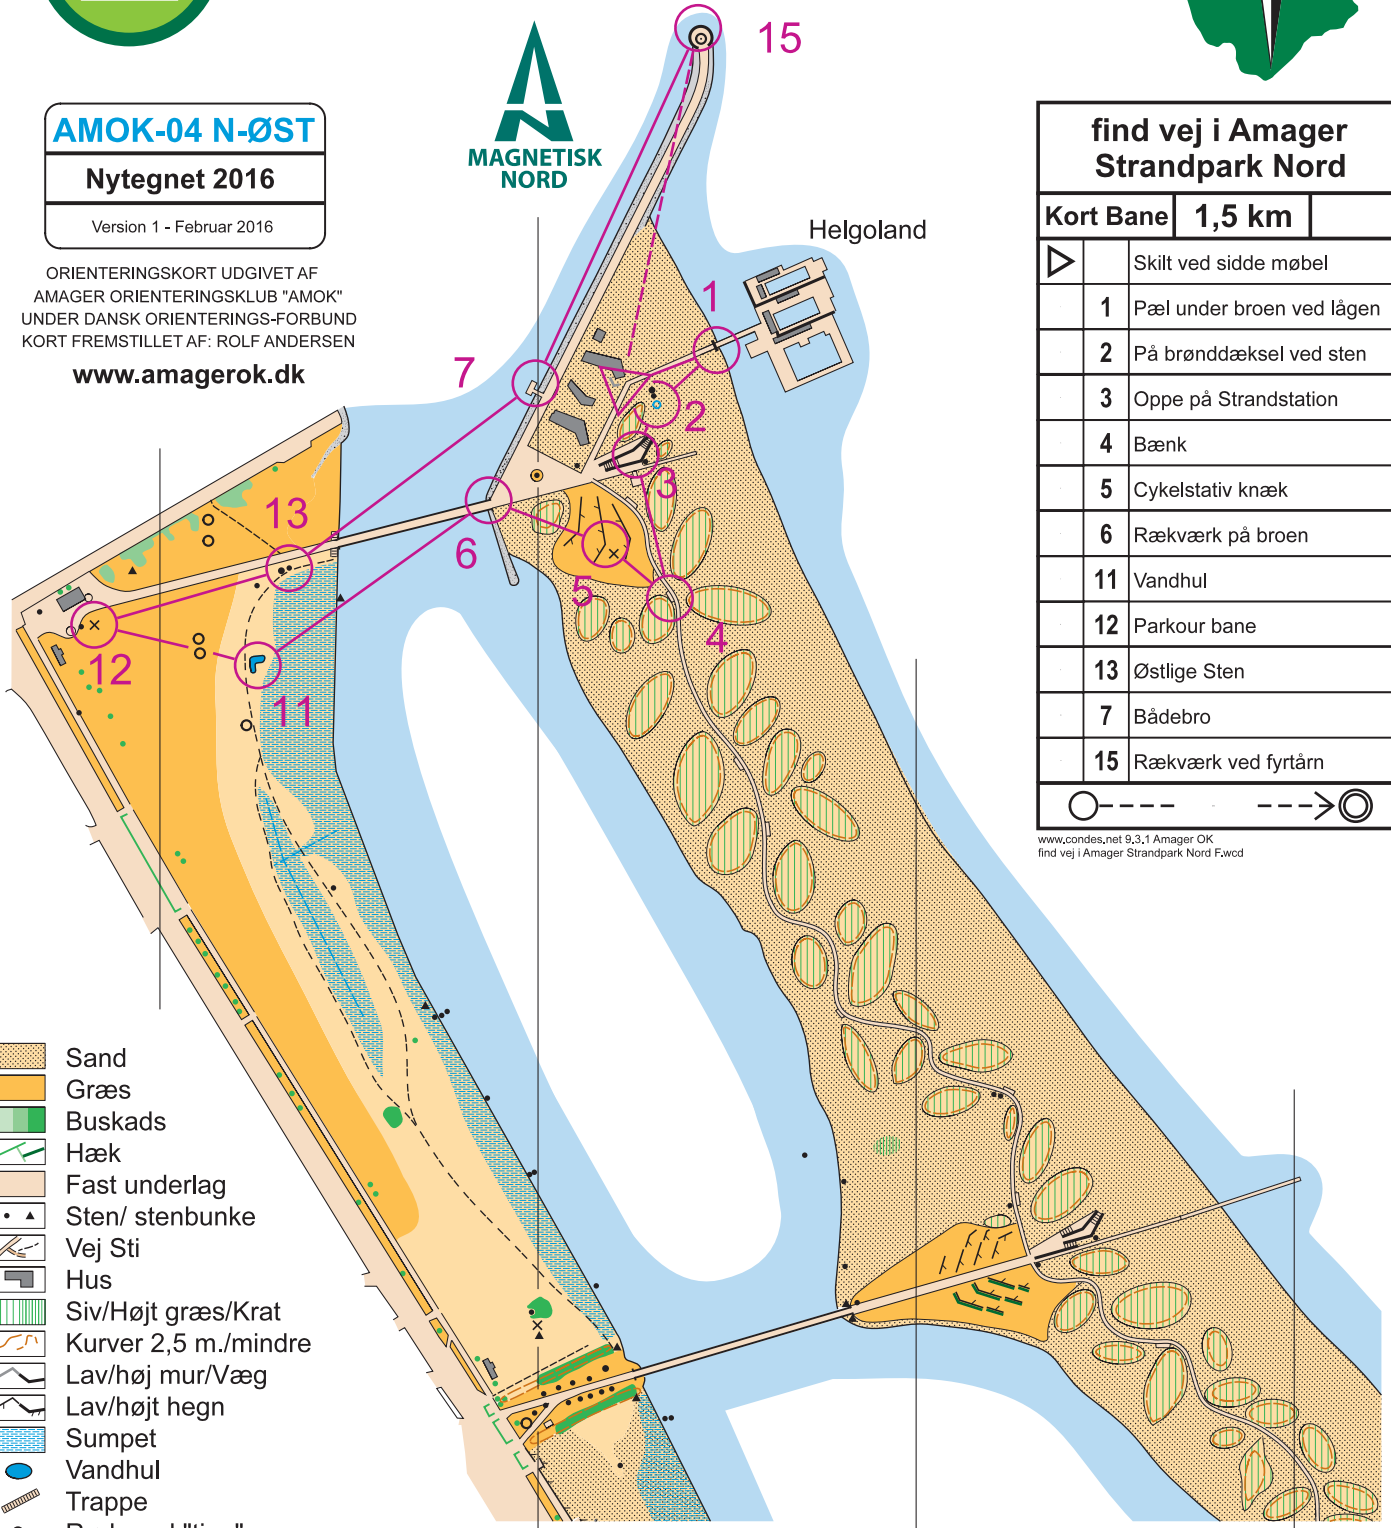 15
MAGNETISK
NORD
AMOK-04 N-ØST
Nytegnet 2016
Version 1 - Februar 2016
ORIENTERINGSKORT UDGIVET AF
AMAGER ORIENTERINGSKLUB "AMOK"
UNDER DANSK ORIENTERINGS-FORBUND
KORT FREMSTILLET AF: ROLF ANDERSEN
www.amagerok.dk
find vej i Amager
Strandpark Nord
Kort Bane 1,5 km
Skilt ved sidde møbel
1 Pæl under broen ved lågen
2 På brønddæksel ved sten
3 Oppe på Strandstation
4 Bænk
5 Cykelstativ knæk
6 Rækværk på broen
11 Vandhul
12 Parkour bane
13 Østlige Sten
7 Bådebro
15 Rækværk ved fyrtårn
www.condes.net 9.3.1 Amager OK
find vej i Amager Strandpark Nord F.wcd
Helgoland
1
7
2
3
13
6
5
4
12
11
Sand
Græs
Buskads
Hæk
Fast underlag
Sten/ stenbunke
Vej Sti
Hus
Siv/Højt græs/Krat
Kurver 2,5 m./mindre
Lav/høj mur/Væg
Lav/højt hegn
Sumpet
Vandhul
Trappe